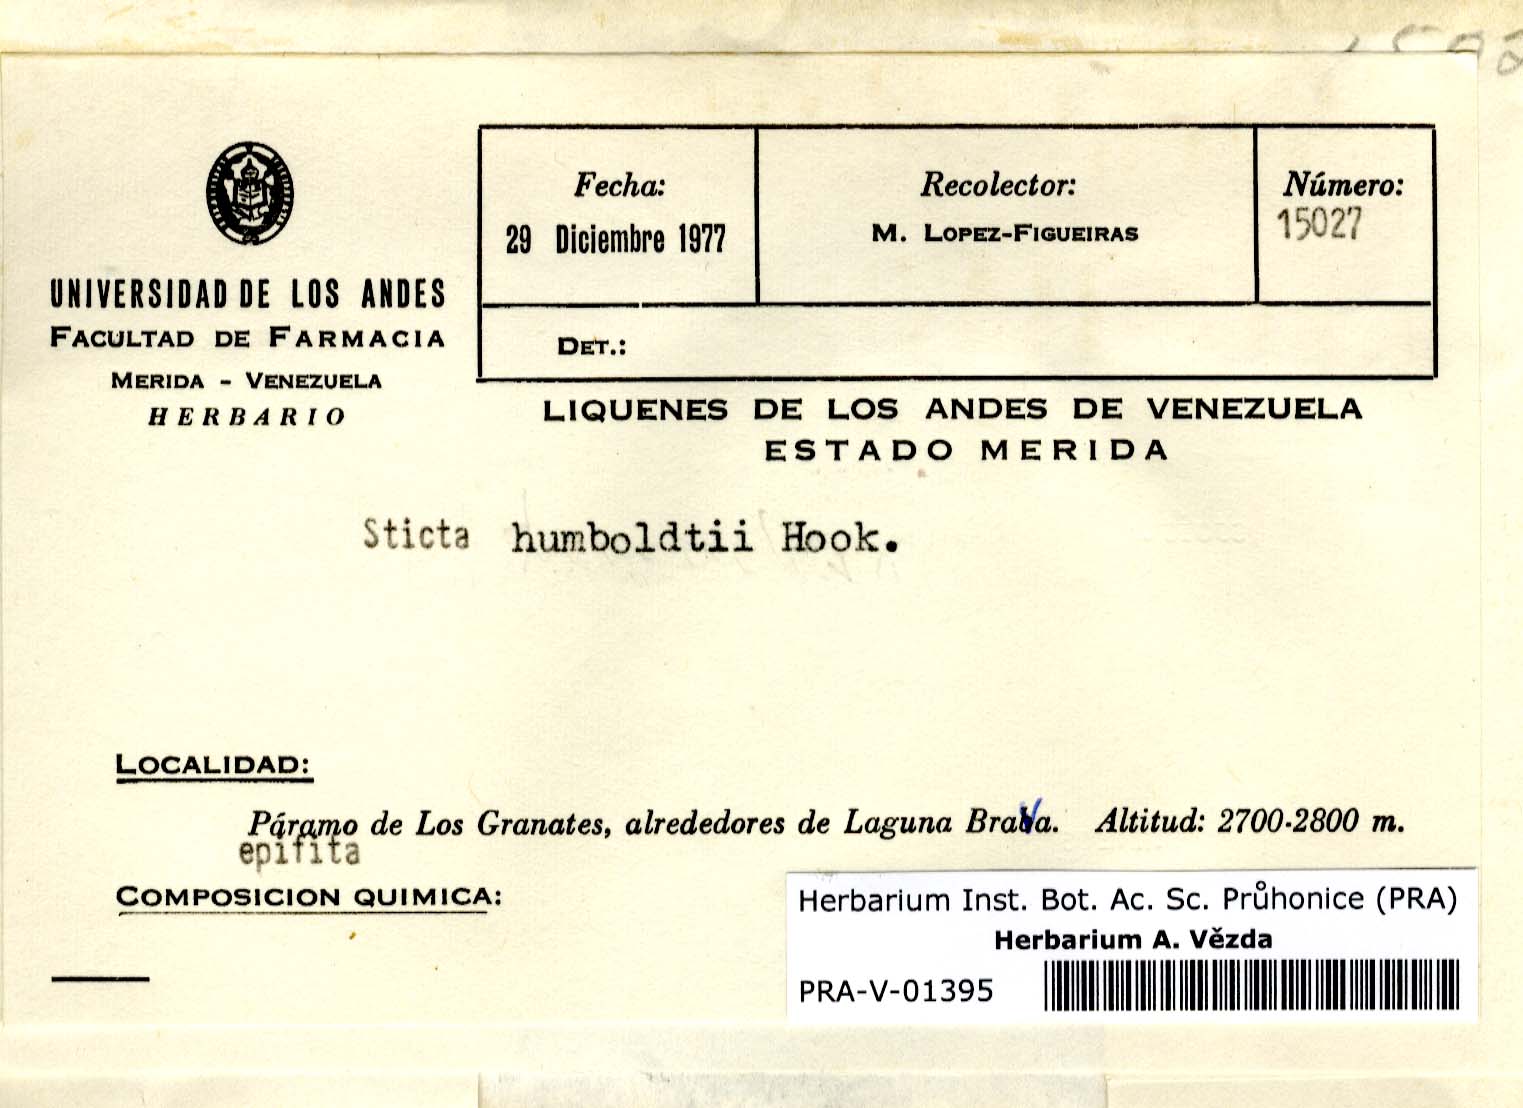 UNIVERSIDAD DE LOS ANDES
FACULTAD DE FARMACIA
MERIDA - VENEZUELA
HERBARIO
Fecha:
29 Diciembre 1977
Recolector:
M. LOPEZ-FIGUEIRAS
Número:
15027
DET.:
LIQUENES DE LOS ANDES DE VENEZUELA
ESTADO MERIDA
Sticta humboldtii Hook.
LOCALIDAD:
Páramo de Los Granates, alrededores de Laguna Brava. Altitud: 2700-2800 m.
epifita
COMPOSICION QUIMICA:
Herbarium Inst. Bot. Ac. Sc. Průhonice (PRA)
Herbarium A. Vězda
PRA-V-01395